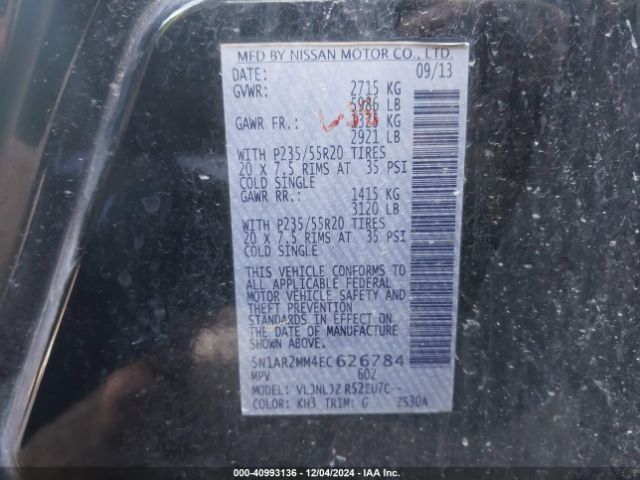 MFD BY NISSAN MOTOR CO., LTD.
DATE: 09/13
GVWR: 2715 KG
5986 LB
GAWR FR.: 1325 KG
2921 LB
WITH P235/55R20 TIRES
20 X 7.5 RIMS AT 35 PSI
COLD SINGLE
GAWR RR.: 1415 KG
3120 LB
WITH P235/55R20 TIRES
20 X 7.5 RIMS AT 35 PSI
COLD SINGLE
THIS VEHICLE CONFORMS TO
ALL APPLICABLE FEDERAL
MOTOR VEHICLE SAFETY AND
THEFT PREVENTION
STANDARDS IN EFFECT ON
THE DATE OF MANUFACTURE
SHOWN ABOVE.
5N1AR2MM4EC626784
MPV 602
MODEL:
COLOR: KH3 TRIM: G 2S30A
000-40993136 - 12/04/2024 - IAA Inc.